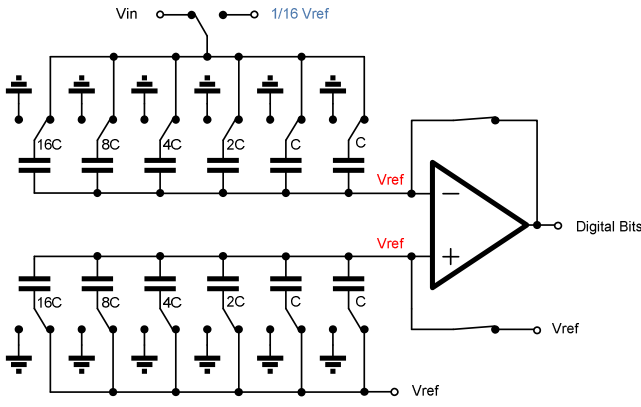 Vin 1/16 Vref
16C 8C 4C 2C C C
Vref
Vref
Digital Bits
16C 8C 4C 2C C C
Vref
Vref